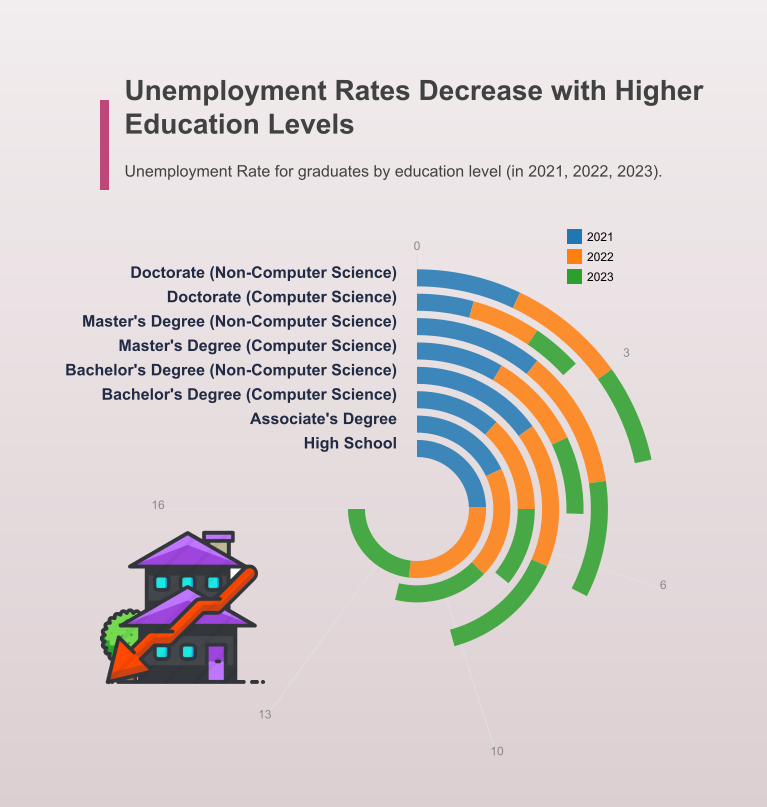 Unemployment Rates Decrease with Higher
Education Levels
Unemployment Rate for graduates by education level (in 2021, 2022, 2023).
2021
2022
2023
0
3
6
10
13
16
Doctorate (Non-Computer Science)
Doctorate (Computer Science)
Master's Degree (Non-Computer Science)
Master's Degree (Computer Science)
Bachelor's Degree (Non-Computer Science)
Bachelor's Degree (Computer Science)
Associate's Degree
High School